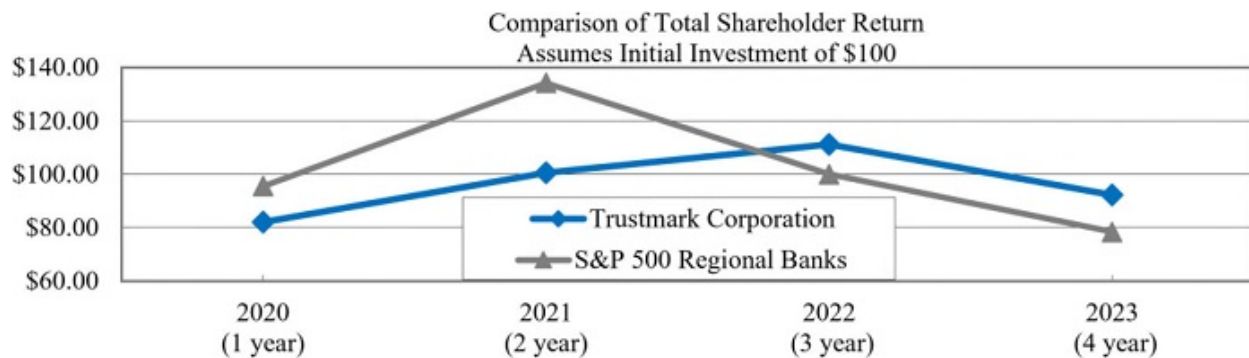 Comparison of Total Shareholder Return
Assumes Initial Investment of $100
$140.00
$120.00
$100.00
$80.00
$60.00
Trustmark Corporation
S&P 500 Regional Banks
2020 2021 2022 2023
(1 year) (2 year) (3 year) (4 year)